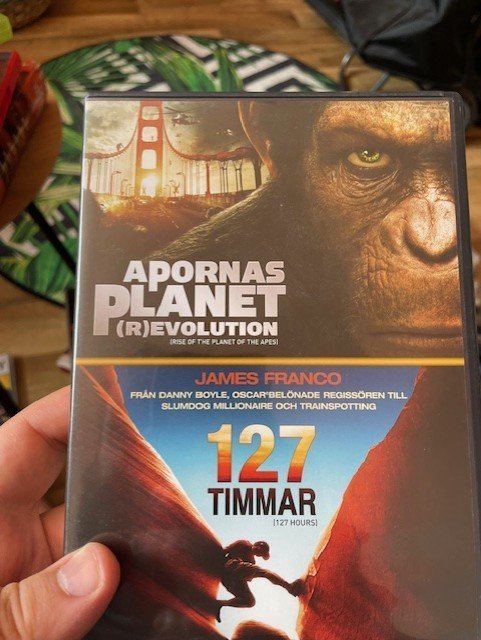 APORNAS
PLANET
(R)EVOLUTION
(RISE OF THE PLANET OF THE APES)
JAMES FRANCO
FRÅN DANNY BOYLE, OSCAR®BELÖNADE REGISSÖREN TILL
SLUMDOG MILLIONAIRE OCH TRAINSPOTTING
127
TIMMAR
(127 HOURS)